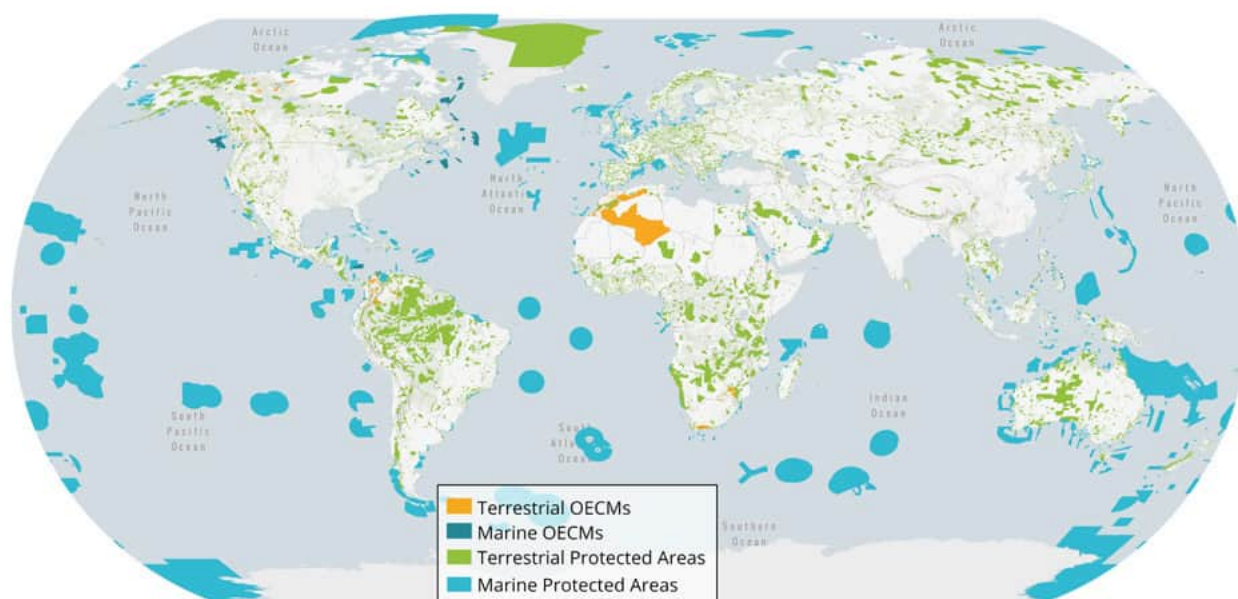 Arctic
Ocean
Arctic
Ocean
North
Pacific
Ocean
North
Atlantic
Ocean
North
Pacific
Ocean
South
Pacific
Ocean
South
Atlantic
Ocean
Indian
Ocean
Southern
Ocean
Terrestrial OECMs
Marine OECMs
Terrestrial Protected Areas
Marine Protected Areas